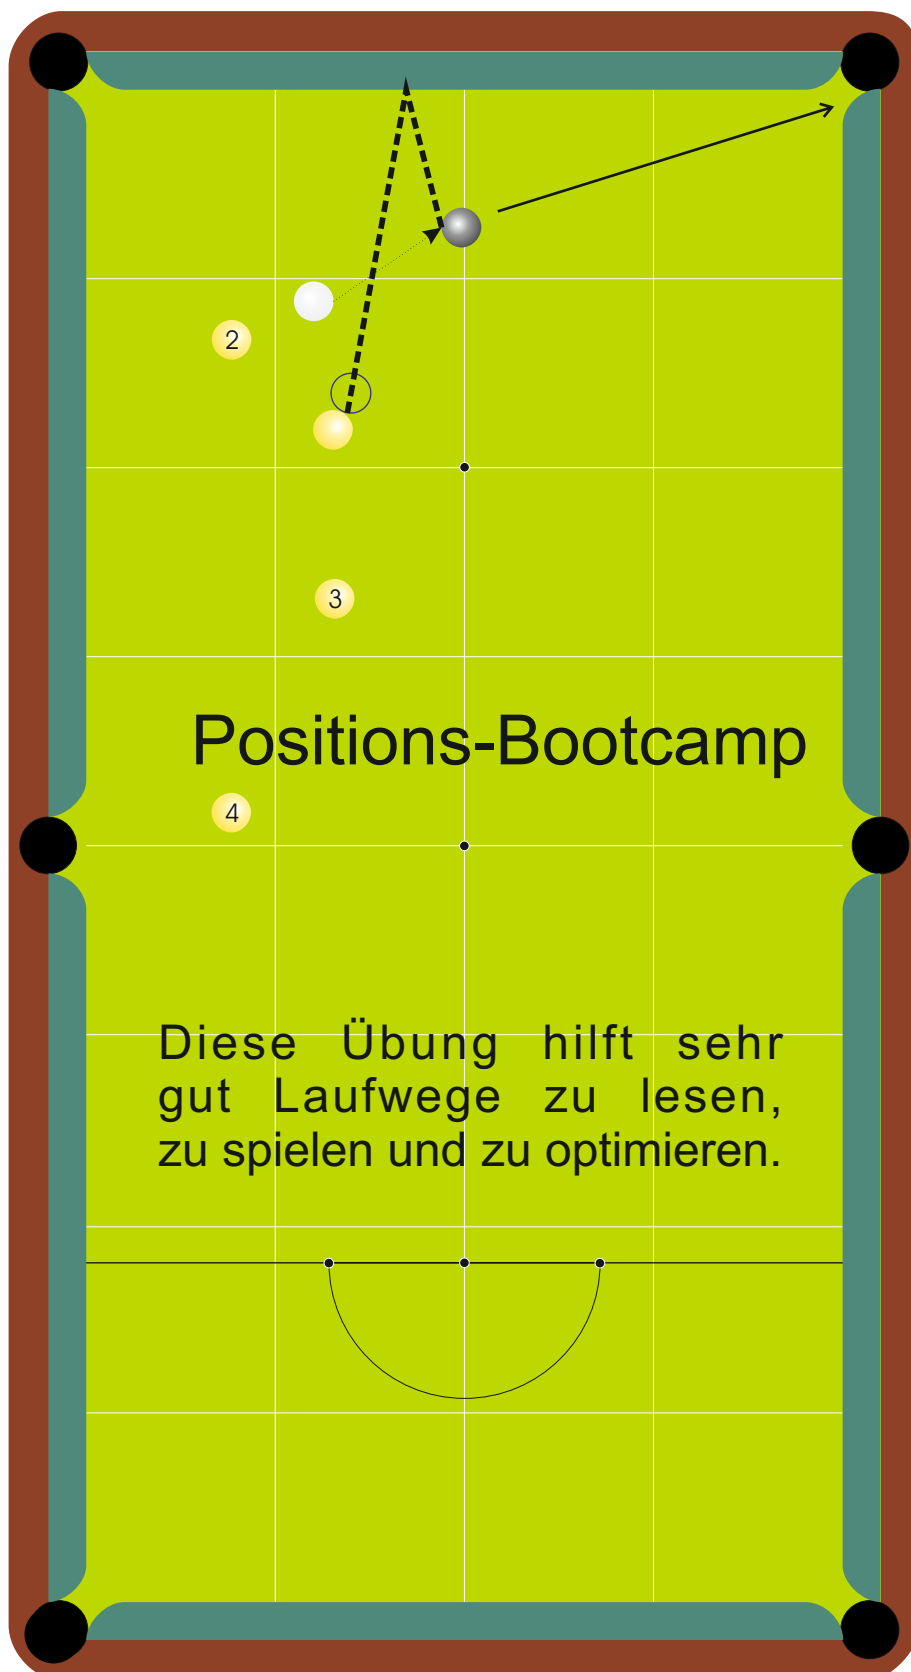 2
3
Positions-Bootcamp
4
Diese Übung hilft sehr
gut Laufwege zu lesen,
zu spielen und zu optimieren.